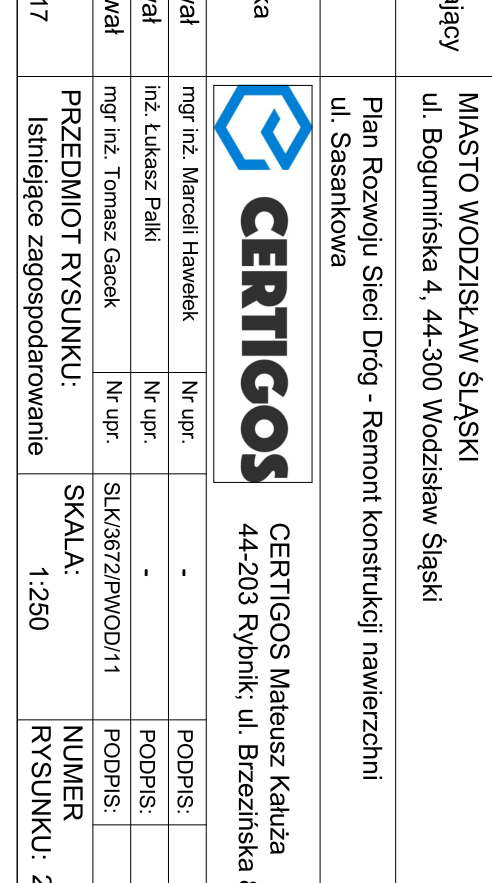 MIASTO WODZISŁAW ŚLĄSKI
ul. Bogumińska 4, 44-300 Wodzisław Śląski
Plan Rozwoju Sieci Dróg - Remont konstrukcji nawierzchni
ul. Sasankowa
CERTIGOS
CERTIGOS Mateusz Kałuża
44-203 Rybnik; ul. Brzezińska
mgr inż. Marceli Hawełek Nr upr. - PODPIS:
inż. Łukasz Palki Nr upr. - PODPIS:
mgr inż. Tomasz Gacek Nr upr. SLK/3672/PWOD/11 PODPIS:
PRZEDMIOT RYSUNKU: SKALA: NUMER
17 Istniejące zagospodarowanie 1:250 RYSUNKU: